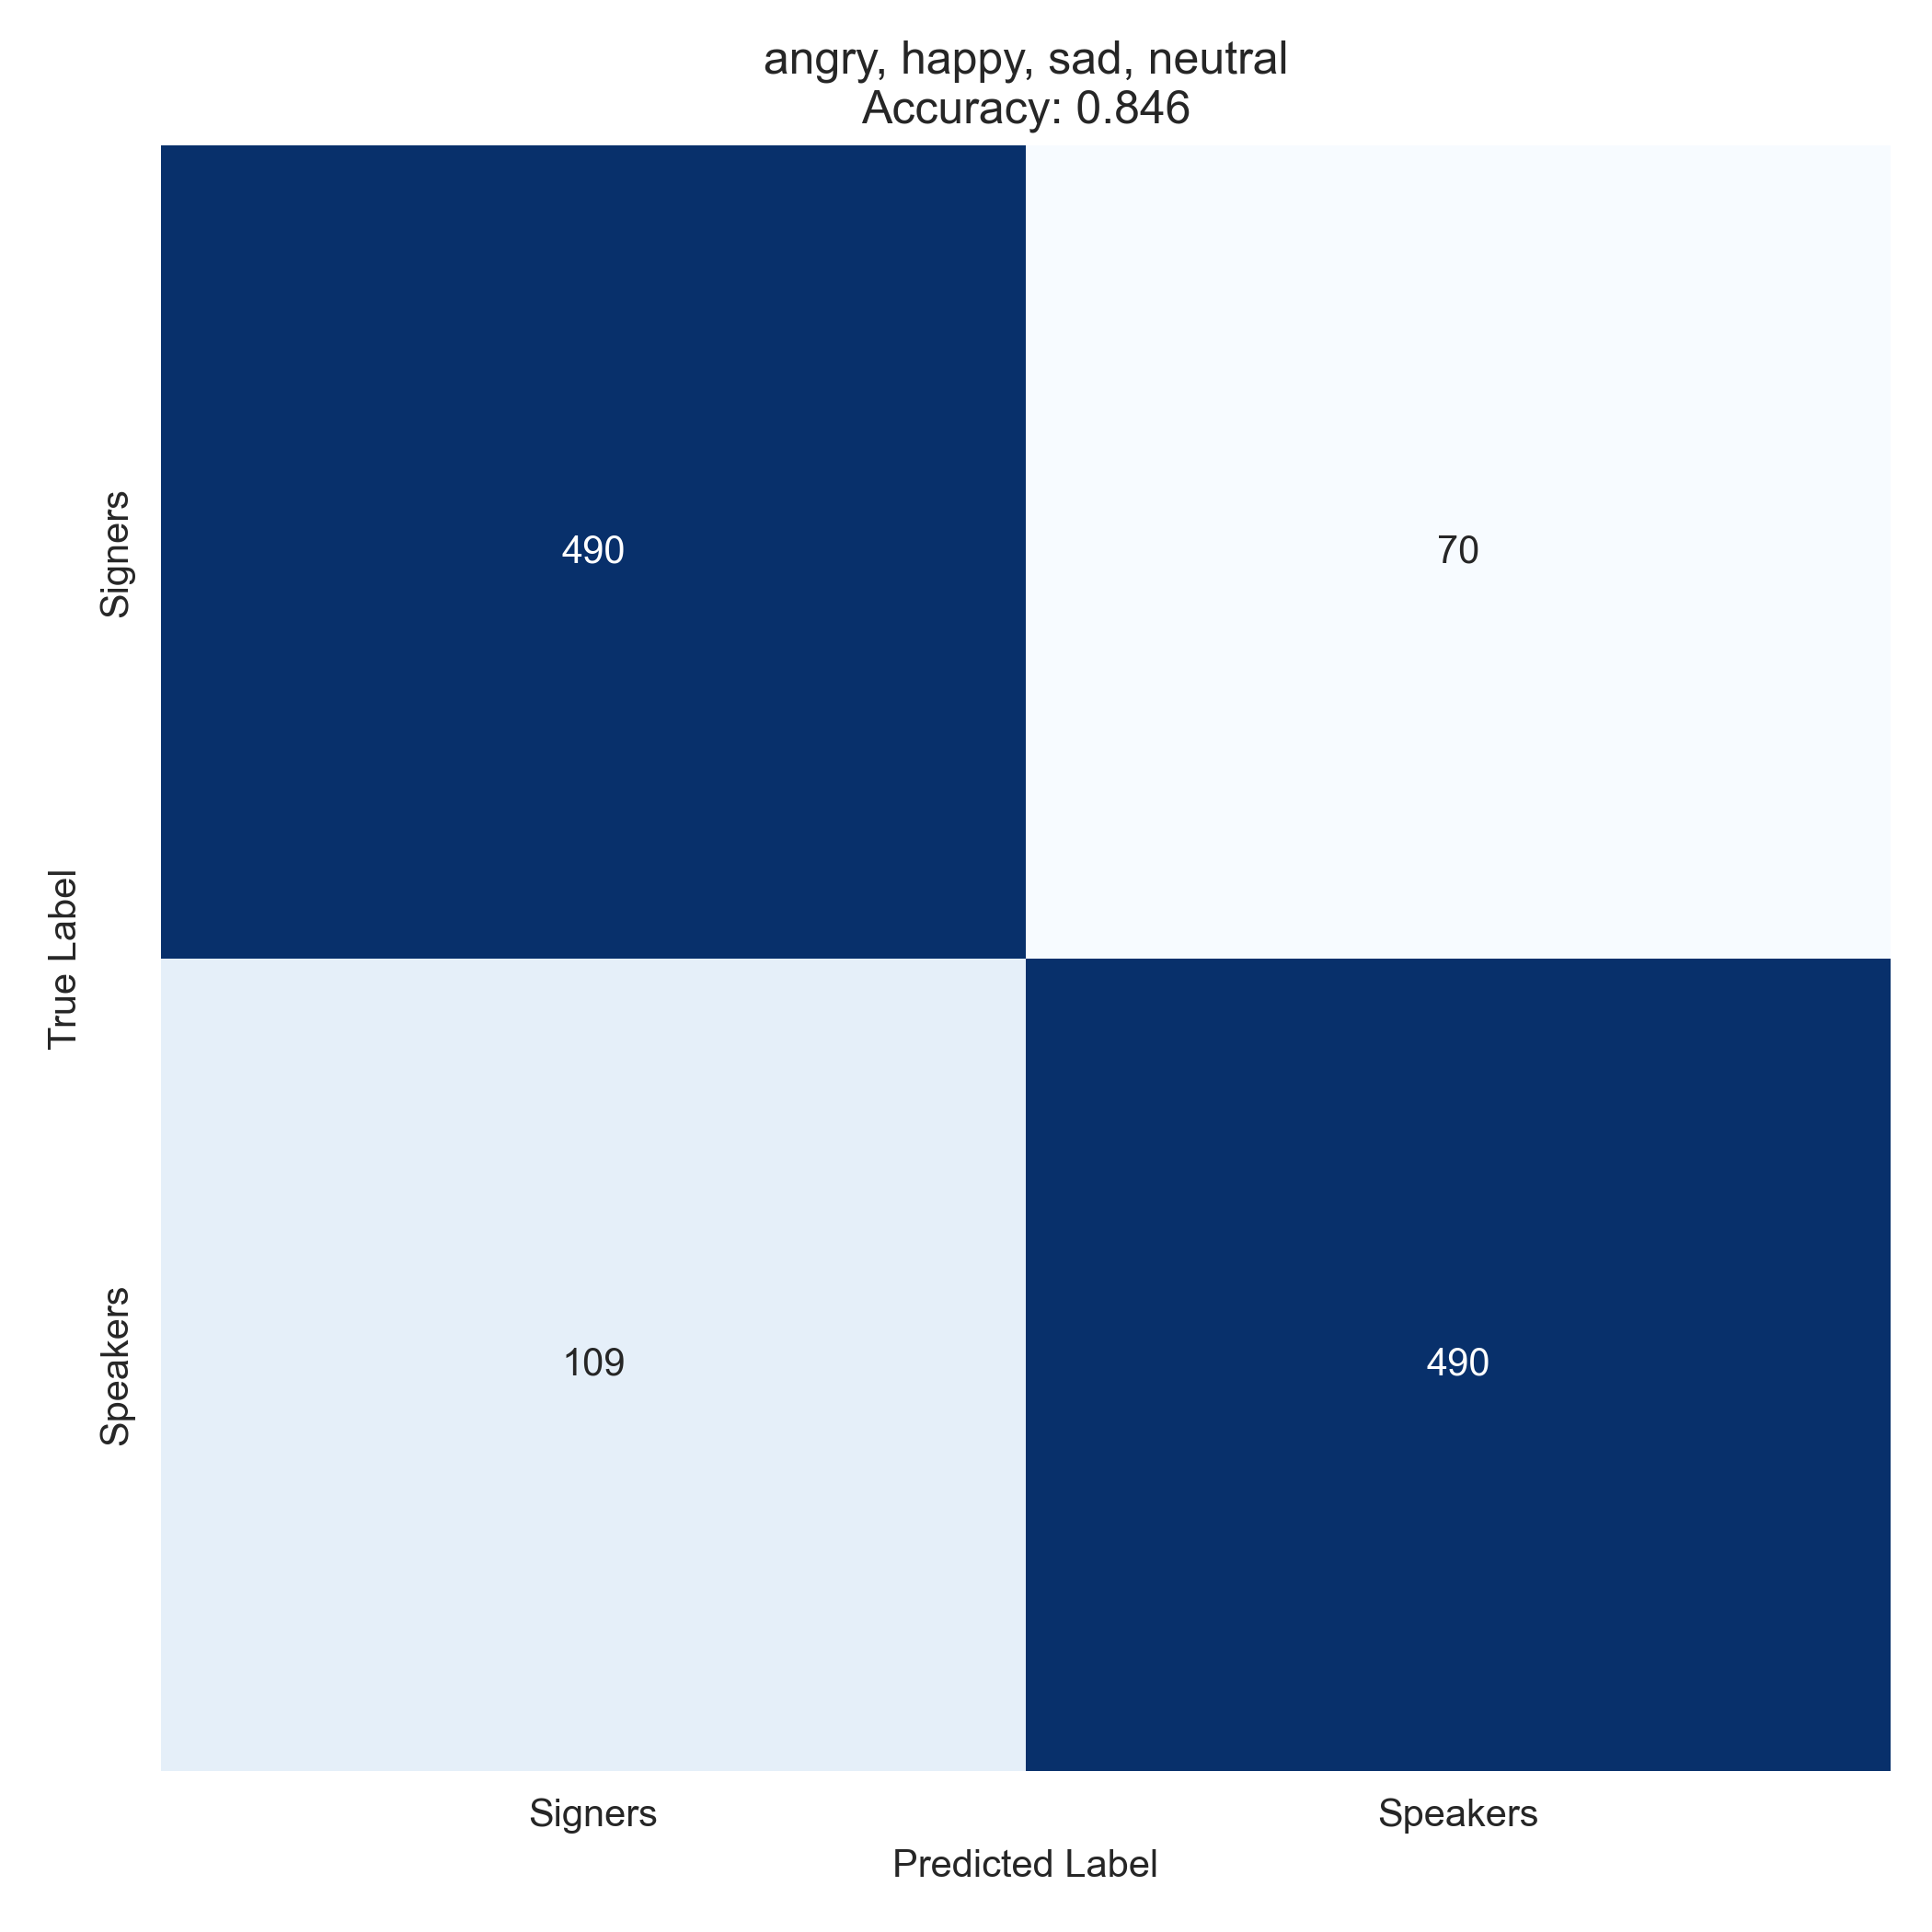 angry, happy, sad, neutral
Accuracy: 0.846
True Label
Signers
490
70
Speakers
109
490
Signers
Speakers
Predicted Label